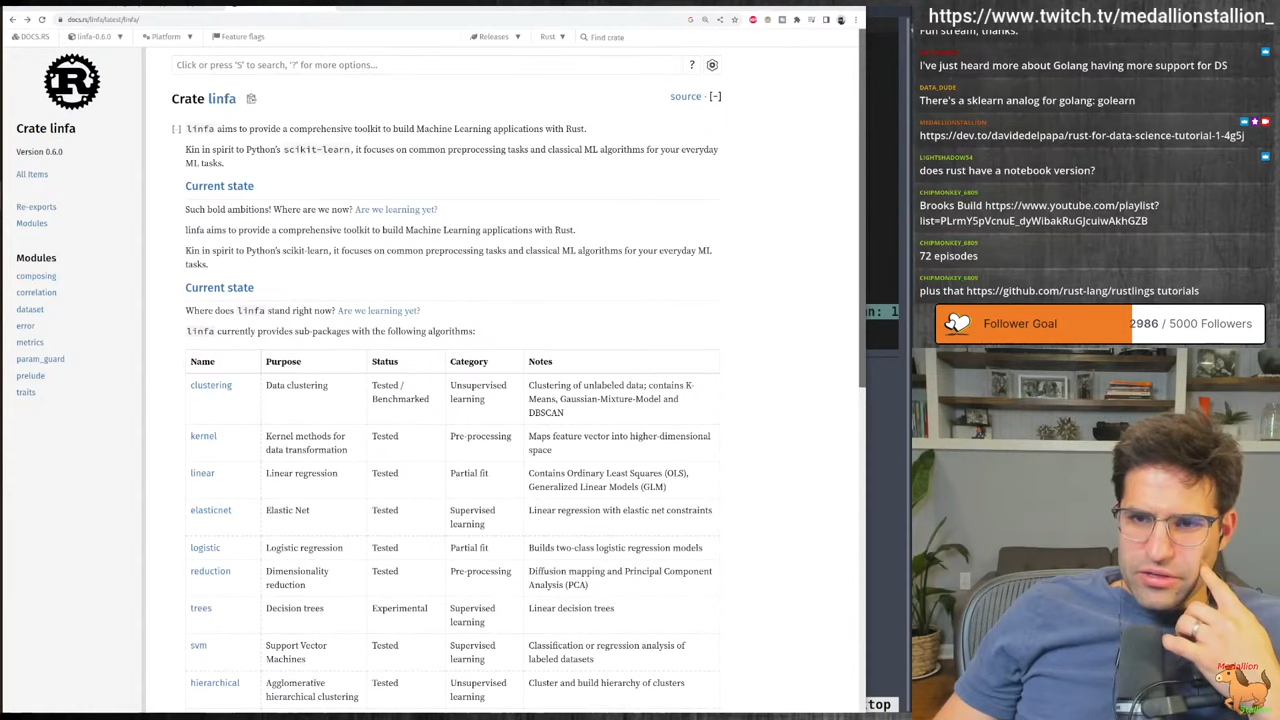 docs.rs/linfa/latest/linfa/
DOCS.RS
linfa-0.6.0
Platform
Feature flags
Releases
Rust
Find crate
Click or press 'S' to search, '?' for more options...
?
Crate linfa
source · [−]
Crate linfa
Version 0.6.0
All Items
Re-exports
Modules
Modules
composing
correlation
dataset
error
metrics
param_guard
prelude
traits
linfa aims to provide a comprehensive toolkit to build Machine Learning applications with Rust.
Kin in spirit to Python's scikit-learn, it focuses on common preprocessing tasks and classical ML algorithms for your everyday
ML tasks.
Current state
Such bold ambitions! Where are we now? Are we learning yet?
linfa aims to provide a comprehensive toolkit to build Machine Learning applications with Rust.
Kin in spirit to Python's scikit-learn, it focuses on common preprocessing tasks and classical ML algorithms for your everyday ML
tasks.
Current state
Where does linfa stand right now? Are we learning yet?
linfa currently provides sub-packages with the following algorithms:
Name Purpose Status Category Notes
clustering Data clustering Tested / Unsupervised Clustering of unlabeled data; contains K-
Benchmarked learning Means, Gaussian-Mixture-Model and
DBSCAN
kernel Kernel methods for Tested Pre-processing Maps feature vector into higher-dimensional
data transformation space
linear Linear regression Tested Partial fit Contains Ordinary Least Squares (OLS),
Generalized Linear Models (GLM)
elasticnet Elastic Net Tested Supervised Linear regression with elastic net constraints
learning
logistic Logistic regression Tested Partial fit Builds two-class logistic regression models
reduction Dimensionality Tested Pre-processing Diffusion mapping and Principal Component
reduction Analysis (PCA)
trees Decision trees Experimental Supervised Linear decision trees
learning
svm Support Vector Tested Supervised Classification or regression analysis of
Machines learning labeled datasets
hierarchical Agglomerative Tested Unsupervised Cluster and build hierarchy of clusters
hierarchical clustering learning
https://www.twitch.tv/medallionstallion_
Fun stream, thanks.
I've just heard more about Golang having more support for DS
DATA_DUDE
There's a sklearn analog for golang: golearn
MEDALLIONSTALLION
https://dev.to/davidedelpapa/rust-for-data-science-tutorial-1-4g5j
LIGHTSHADOW54
does rust have a notebook version?
CHIPMONKEY_6809
Brooks Build https://www.youtube.com/playlist?
list=PLrmY5pVcnuE_dyWibakRuGJcuiwAkhGZB
CHIPMONKEY_6809
72 episodes
CHIPMONKEY_6809
plus that https://github.com/rust-lang/rustlings tutorials
Follower Goal
2986 / 5000 Followers
an: 1
top
Medallion